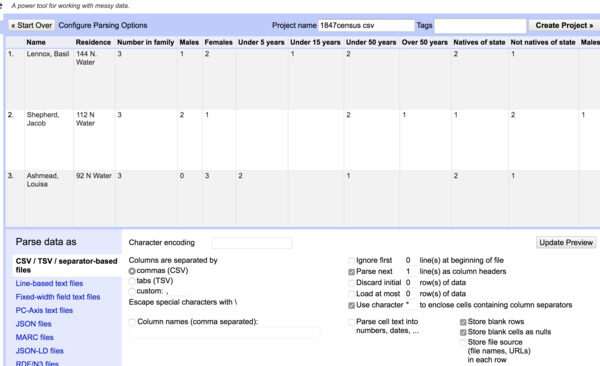 A power tool for working with messy data.
« Start Over Configure Parsing Options Project name 1847census csv Tags Create Project »
Name Residence Number in family Males Females Under 5 years Under 15 years Under 50 years Over 50 years Natives of state Not natives of state Males
1. Lennox, Basil 144 N. Water 3 1 2 1 2 2 1
2. Shepherd, Jacob 112 N Water 3 2 1 2 1 1 2 1
3. Ashmead, Louisa 92 N Water 3 0 3 2 1 2 1
Parse data as
CSV / TSV / separator-based files
Line-based text files
Fixed-width field text files
PC-Axis text files
JSON files
MARC files
JSON-LD files
RDF/N3 files
Character encoding
Update Preview
Columns are separated by
commas (CSV)
tabs (TSV)
custom: ,
Escape special characters with \
Column names (comma separated):
Ignore first 0 line(s) at beginning of file
Parse next 1 line(s) as column headers
Discard initial 0 row(s) of data
Load at most 0 row(s) of data
Use character " to enclose cells containing column separators
Parse cell text into
numbers, dates, ...
Store blank rows
Store blank cells as nulls
Store file source
(file names, URLs)
in each row